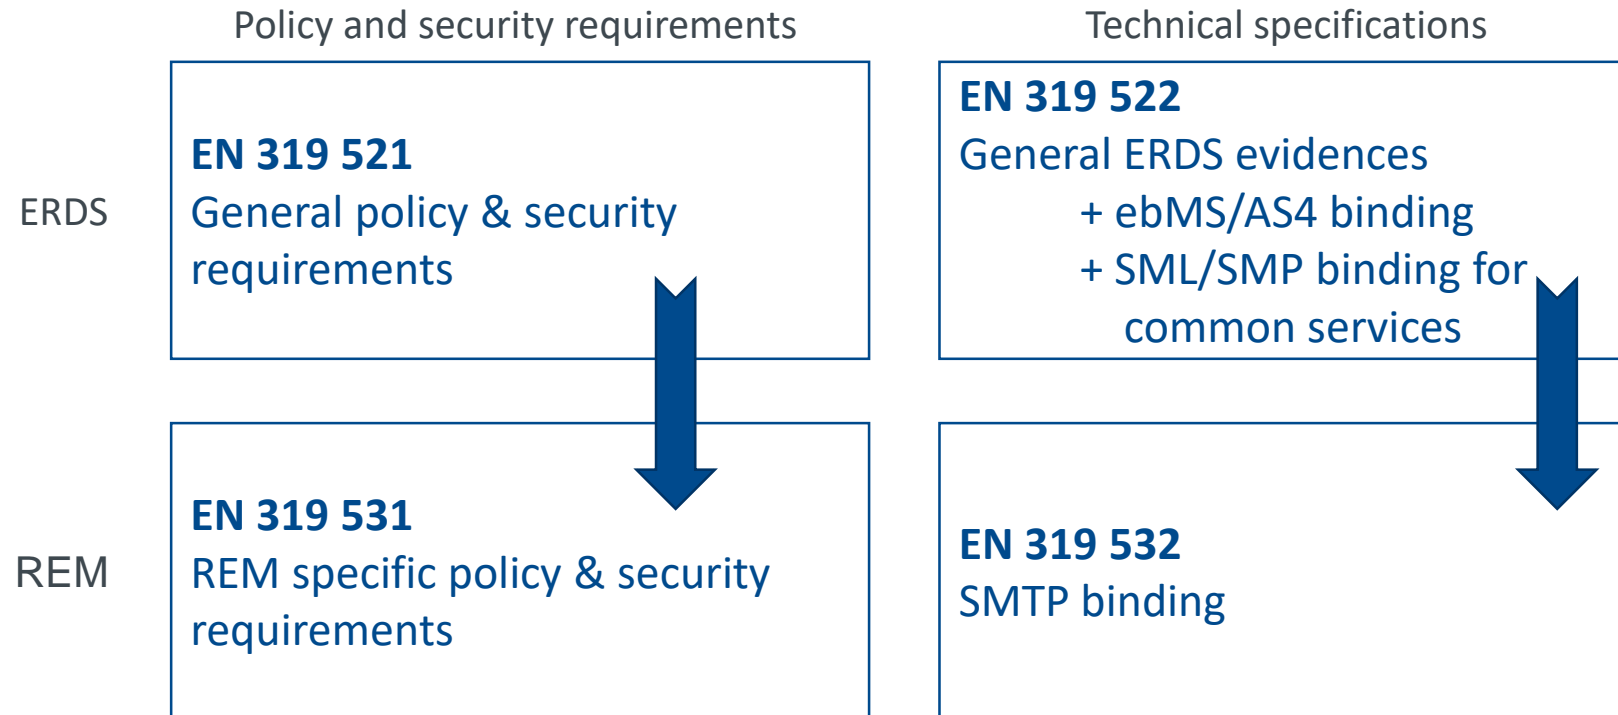 Policy and security requirements
Technical specifications
ERDS
EN 319 521
General policy & security
requirements
EN 319 522
General ERDS evidences
+ ebMS/AS4 binding
+ SML/SMP binding for
common services
REM
EN 319 531
REM specific policy & security
requirements
EN 319 532
SMTP binding